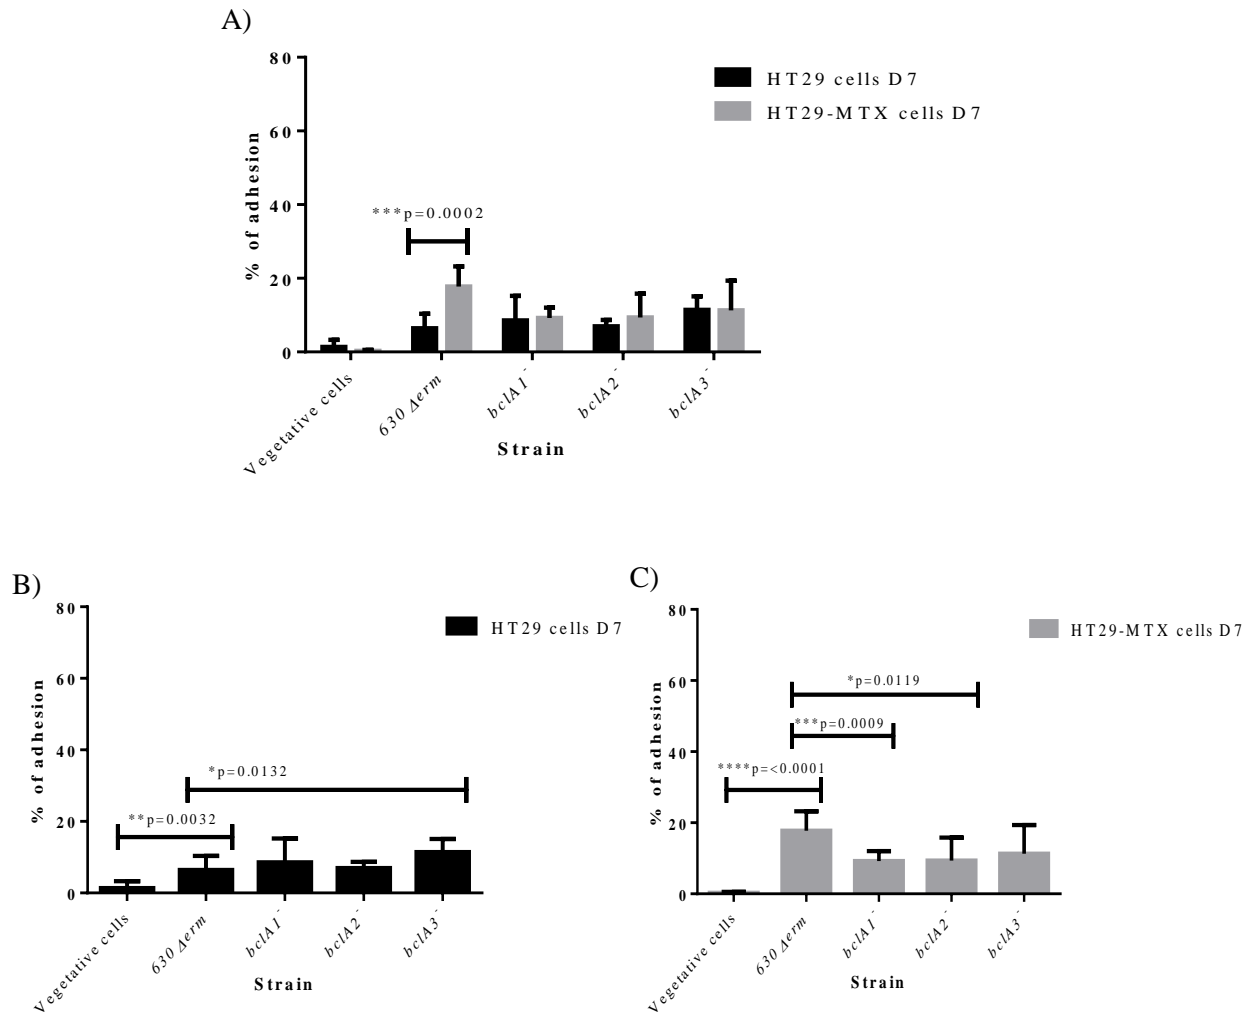 A)
80
60
40
20
0
% of adhesion
HT29 cells D7
HT29-MTX cells D7
***p=0.0002
Vegetative cells
630 Δerm
bclA1-
bclA2-
bclA3-
Strain
B)
80
60
40
20
0
% of adhesion
HT29 cells D7
*p=0.0132
**p=0.0032
Vegetative cells
630 Δerm
bclA1-
bclA2-
bclA3-
Strain
C)
80
60
40
20
0
% of adhesion
HT29-MTX cells D7
*p=0.0119
***p=0.0009
****p=<0.0001
Vegetative cells
630 Δerm
bclA1-
bclA2-
bclA3-
Strain